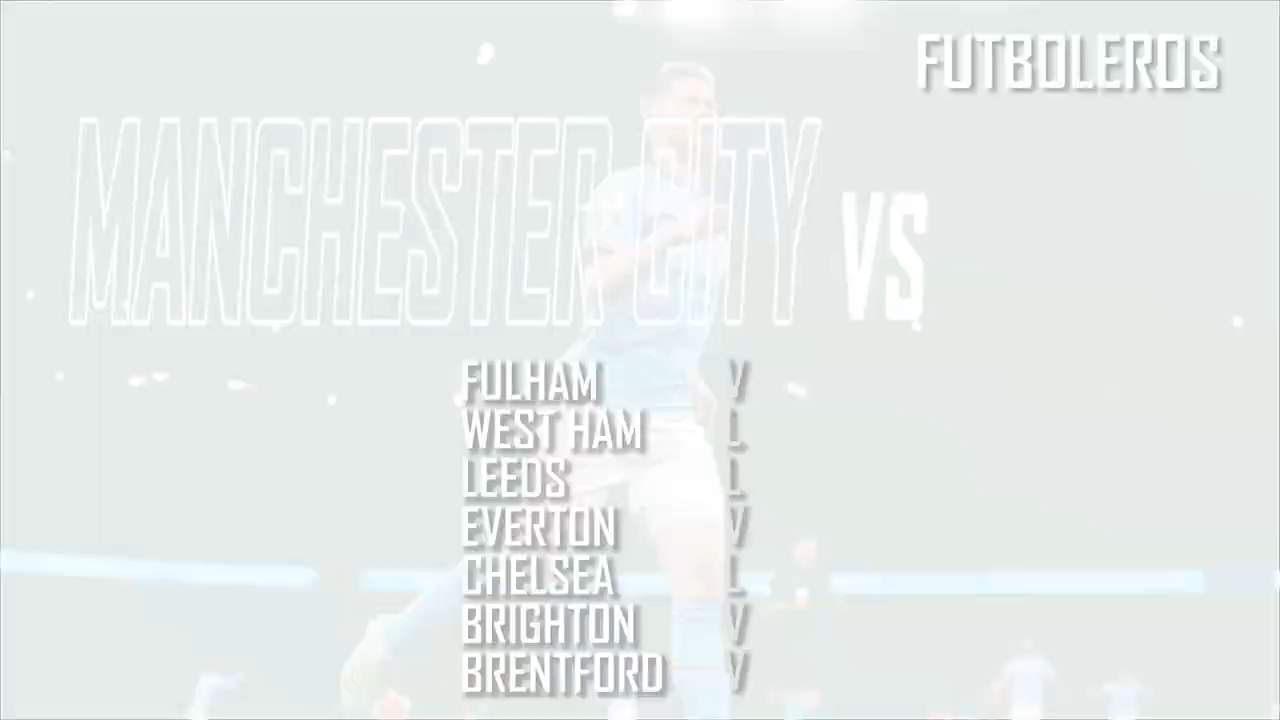 FUTBOLEROS
MANCHESTER CITY VS
FULHAM V
WEST HAM L
LEEDS L
EVERTON V
CHELSEA L
BRIGHTON V
BRENTFORD V